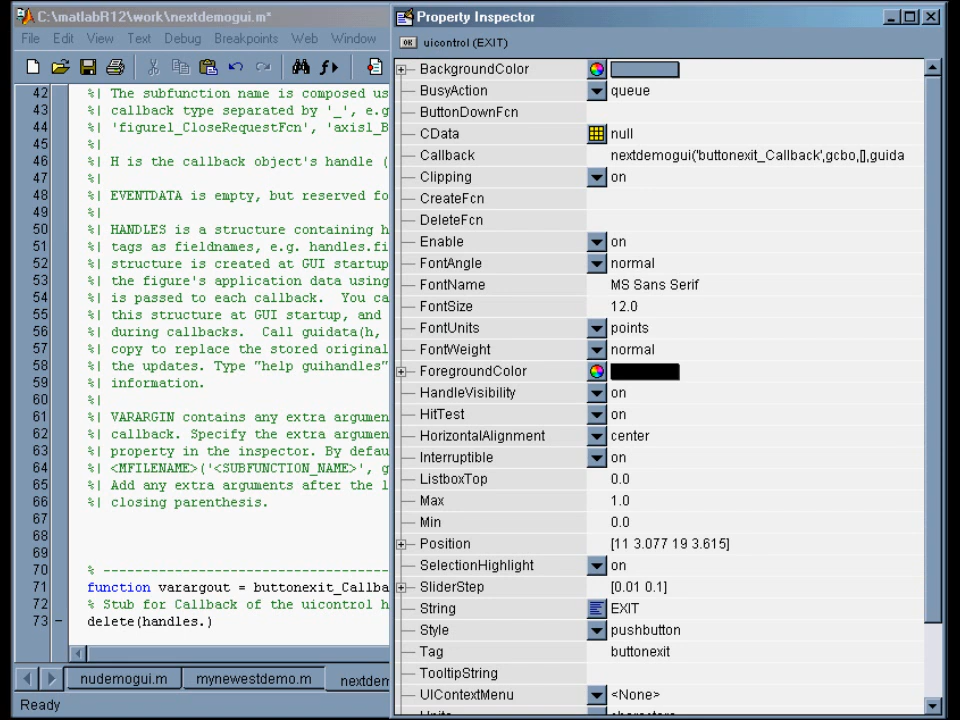 C:\matlabR12\work\nextdemogui.m*
File Edit View Text Debug Breakpoints Web Window
42 %| The subfunction name is composed us
43 %| callback type separated by '_', e.g
44 %| 'figure1_CloseRequestFcn', 'axis1_B
45 %|
46 %| H is the callback object's handle (
47 %|
48 %| EVENTDATA is empty, but reserved fo
49 %|
50 %| HANDLES is a structure containing h
51 %| tags as fieldnames, e.g. handles.fi
52 %| structure is created at GUI startup
53 %| the figure's application data using
54 %| is passed to each callback. You ca
55 %| this structure at GUI startup, and
56 %| during callbacks. Call guidata(h,
57 %| copy to replace the stored original
58 %| the updates. Type "help guihandles"
59 %| information.
60 %|
61 %| VARARGIN contains any extra argumen
62 %| callback. Specify the extra argumen
63 %| property in the inspector. By defau
64 %| <MFILENAME>('<SUBFUNCTION_NAME>', g
65 %| Add any extra arguments after the l
66 %| closing parenthesis.
67
68
69
70 % -----------------------------------
71 function varargout = buttonexit_Callba
72 % Stub for Callback of the uicontrol h
73 – delete(handles.)
nudemogui.m mynewestdemo.m nextdem
Ready
Property Inspector
OK uicontrol (EXIT)
BackgroundColor
BusyAction queue
ButtonDownFcn
CData null
Callback nextdemogui('buttonexit_Callback',gcbo,[],guida
Clipping on
CreateFcn
DeleteFcn
Enable on
FontAngle normal
FontName MS Sans Serif
FontSize 12.0
FontUnits points
FontWeight normal
ForegroundColor
HandleVisibility on
HitTest on
HorizontalAlignment center
Interruptible on
ListboxTop 0.0
Max 1.0
Min 0.0
Position [11 3.077 19 3.615]
SelectionHighlight on
SliderStep [0.01 0.1]
String EXIT
Style pushbutton
Tag buttonexit
TooltipString
UIContextMenu <None>
Units characters